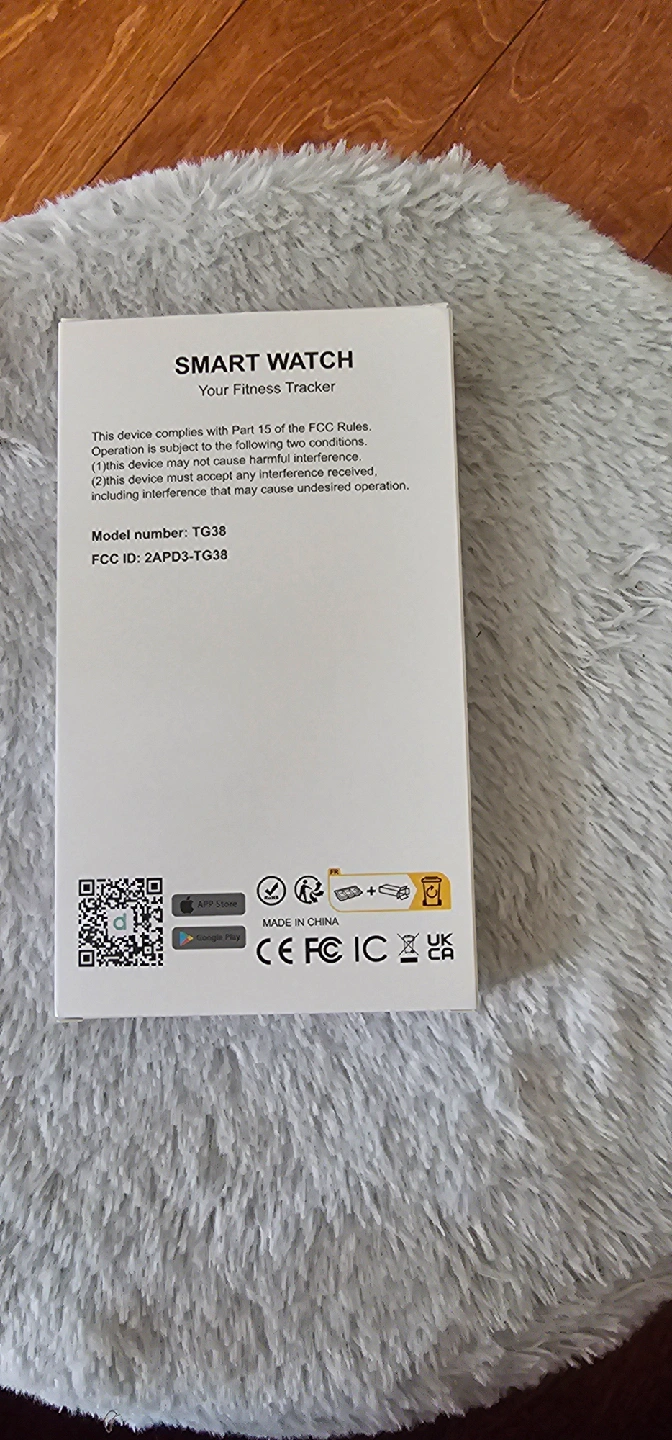 SMART WATCH
Your Fitness Tracker
This device complies with Part 15 of the FCC Rules.
Operation is subject to the following two conditions.
(1)this device may not cause harmful interference.
(2)this device must accept any interference received,
including interference that may cause undesired operation.
Model number: TG38
FCC ID: 2APD3-TG38
d
APP Store
Google Play
RoHS
FR
MADE IN CHINA
CE FC IC UK CA